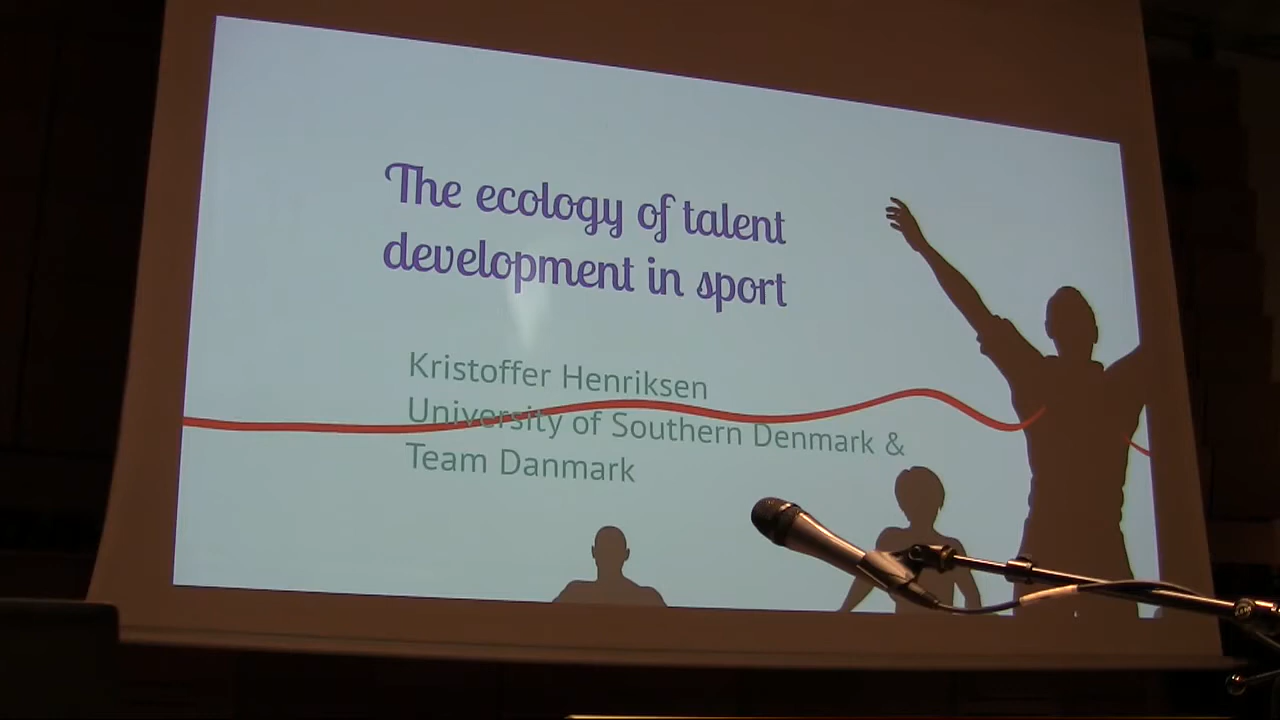 The ecology of talent
development in sport
Kristoffer Henriksen
University of Southern Denmark &
Team Danmark